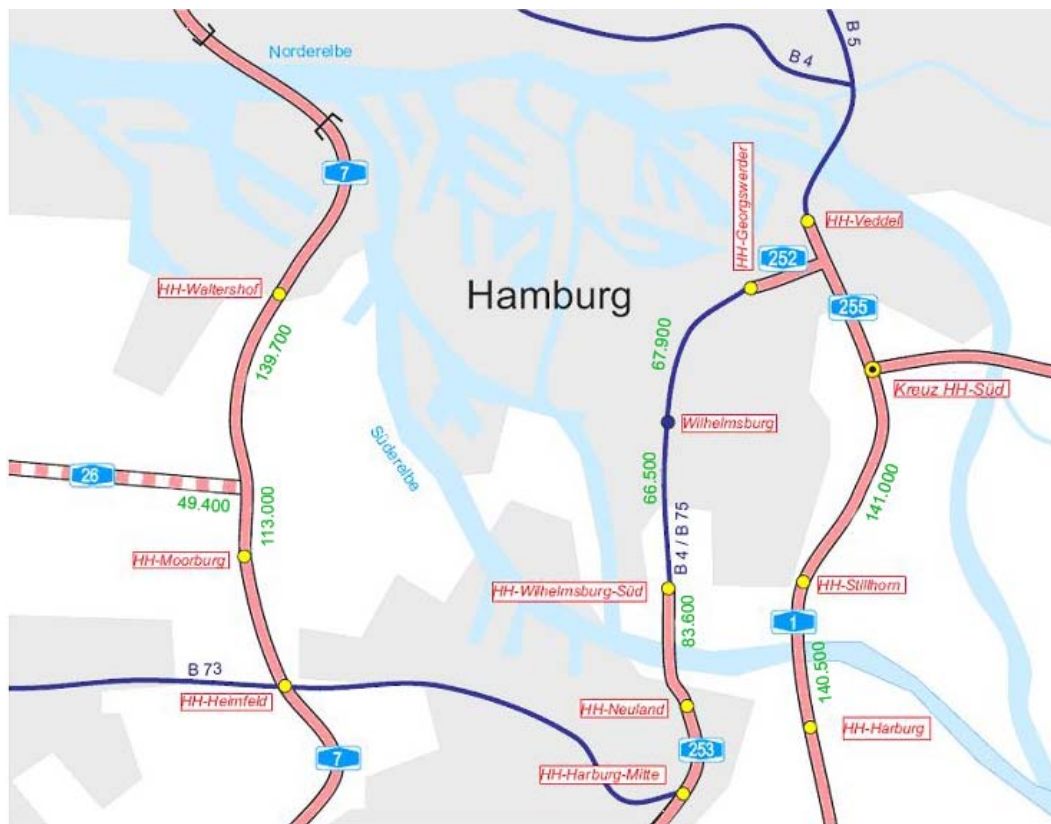 B 5
Norderelbe
B 4
7
HH-Georgswerder
HH-Veddel
252
HH-Waltershof
Hamburg
255
139.700
67.900
Kreuz HH-Süd
Wilhelmsburg
Süderelbe
26
49.400
113.000
66.500
141.000
B 4 / B 75
HH-Moorburg
HH-Wilhelmsburg-Süd
HH-Stillhorn
83.600
1
B 73
140.500
HH-Heimfeld
HH-Neuland
HH-Harburg
7
253
HH-Harburg-Mitte